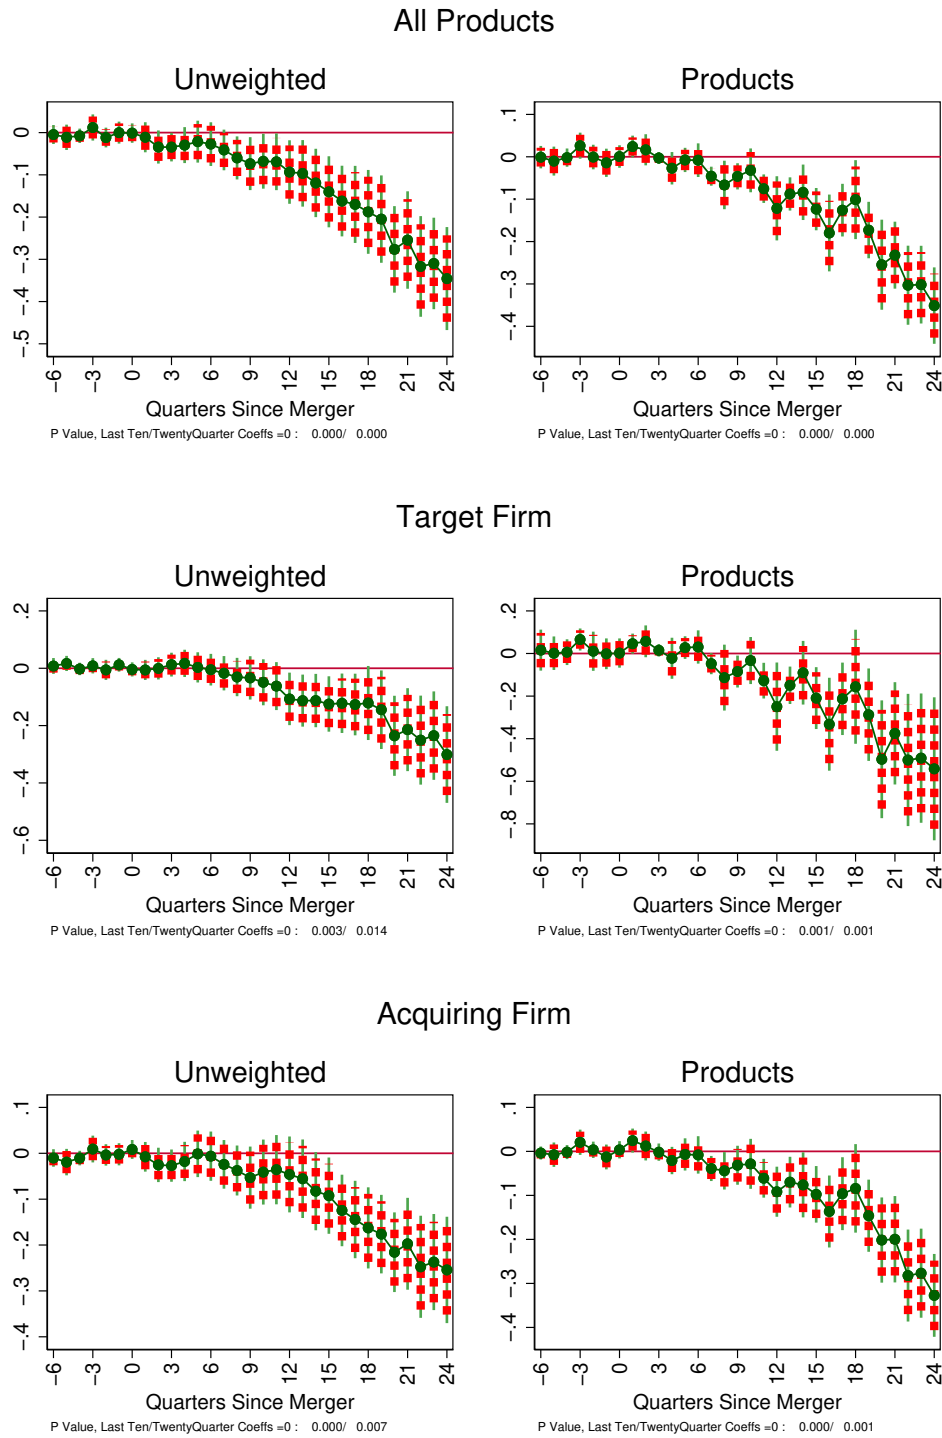 All Products
Unweighted
Products
0
−.1
−.2
−.3
−.4
−.5
.1
0
−.1
−.2
−.3
−.4
−6 −3 0 3 6 9 12 15 18 21 24
−6 −3 0 3 6 9 12 15 18 21 24
Quarters Since Merger
Quarters Since Merger
P Value, Last Ten/TwentyQuarter Coeffs =0 : 0.000/ 0.000
P Value, Last Ten/TwentyQuarter Coeffs =0 : 0.000/ 0.000
Target Firm
Unweighted
Products
.2
0
−.2
−.4
−.6
.2
0
−.2
−.4
−.6
−.8
−6 −3 0 3 6 9 12 15 18 21 24
−6 −3 0 3 6 9 12 15 18 21 24
Quarters Since Merger
Quarters Since Merger
P Value, Last Ten/TwentyQuarter Coeffs =0 : 0.003/ 0.014
P Value, Last Ten/TwentyQuarter Coeffs =0 : 0.001/ 0.001
Acquiring Firm
Unweighted
Products
.1
0
−.1
−.2
−.3
−.4
.1
0
−.1
−.2
−.3
−.4
−6 −3 0 3 6 9 12 15 18 21 24
−6 −3 0 3 6 9 12 15 18 21 24
Quarters Since Merger
Quarters Since Merger
P Value, Last Ten/TwentyQuarter Coeffs =0 : 0.000/ 0.007
P Value, Last Ten/TwentyQuarter Coeffs =0 : 0.000/ 0.001